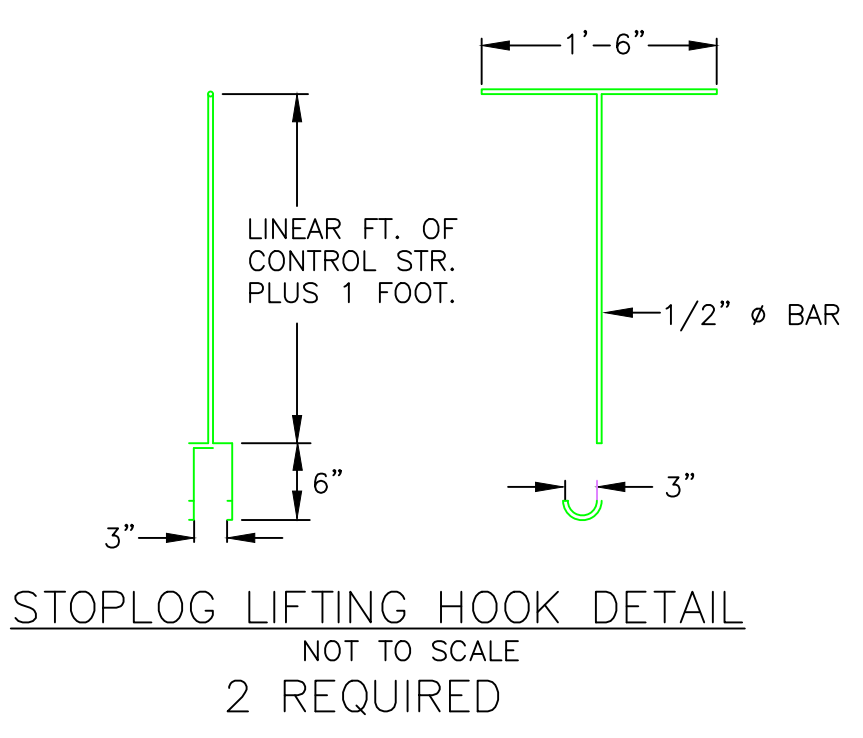 1’-6”
LINEAR FT. OF
CONTROL STR.
PLUS 1 FOOT.
1/2” ø BAR
6”
3”
3”
STOPLOG LIFTING HOOK DETAIL
NOT TO SCALE
2 REQUIRED